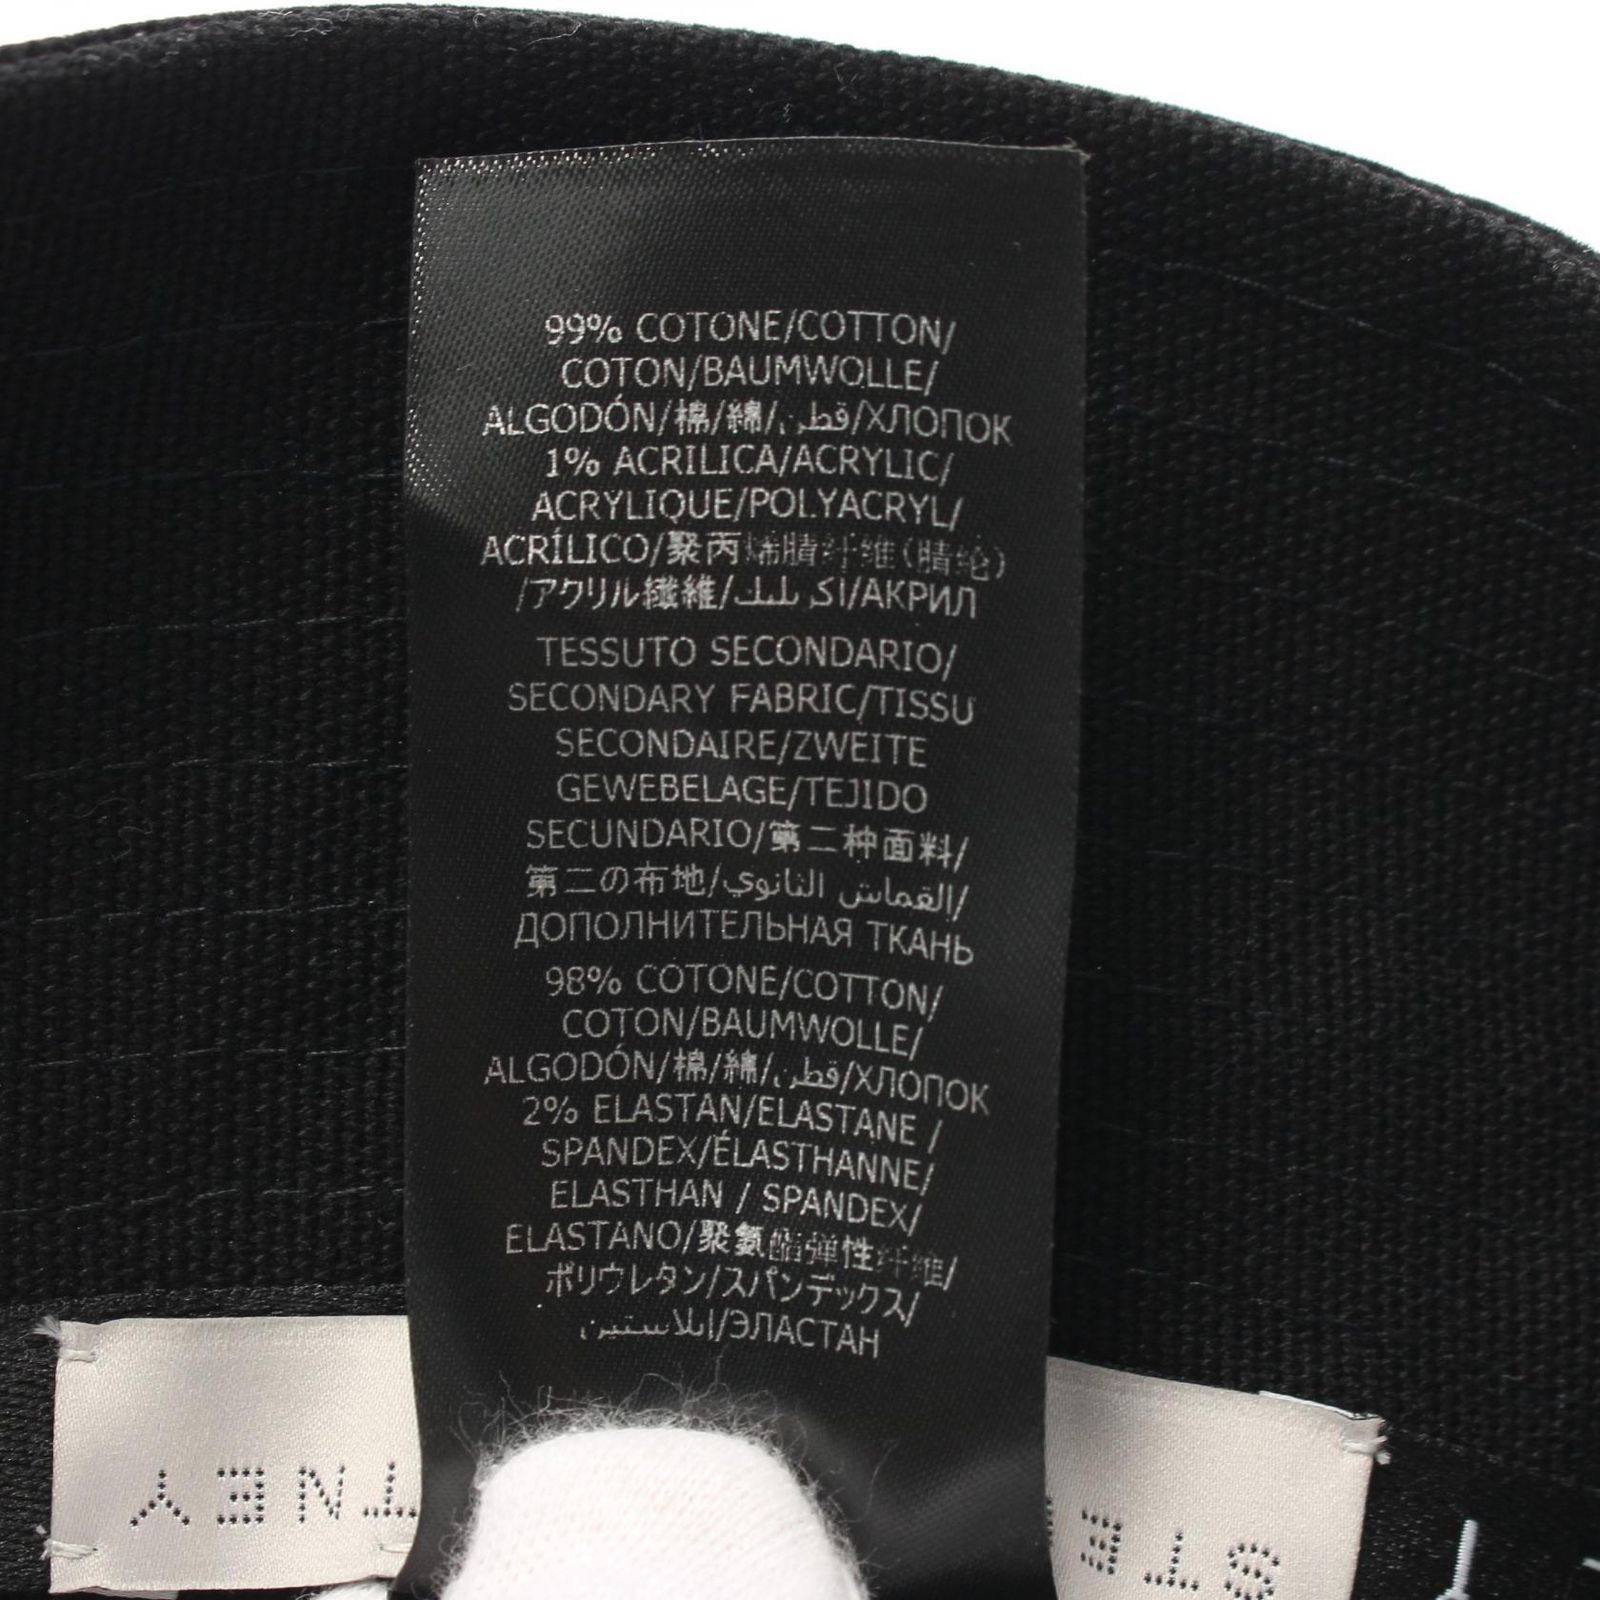 99% COTONE/COTTON/
COTON/BAUMWOLLE/
ALGODÓN/棉/綿/قطن/ХЛОПОК
1% ACRILICA/ACRYLIC/
ACRYLIQUE/POLYACRYL/
ACRÍLICO/聚丙烯腈纤维(腈纶)
/アクリル繊維/اكريليك/АКРИЛ
TESSUTO SECONDARIO/
SECONDARY FABRIC/TISSU
SECONDAIRE/ZWEITE
GEWEBELAGE/TEJIDO
SECUNDARIO/第二种面料/
第二の布地/القماش الثانوي/
ДОПОЛНИТЕЛЬНАЯ ТКАНЬ
98% COTONE/COTTON/
COTON/BAUMWOLLE/
ALGODÓN/棉/綿/قطن/ХЛОПОК
2% ELASTAN/ELASTANE /
SPANDEX/ÉLASTHANNE/
ELASTHAN / SPANDEX/
ELASTANO/聚氨酯弹性纤维/
ポリウレタン/スパンデックス/
ايلاستين/ЭЛАСТАН